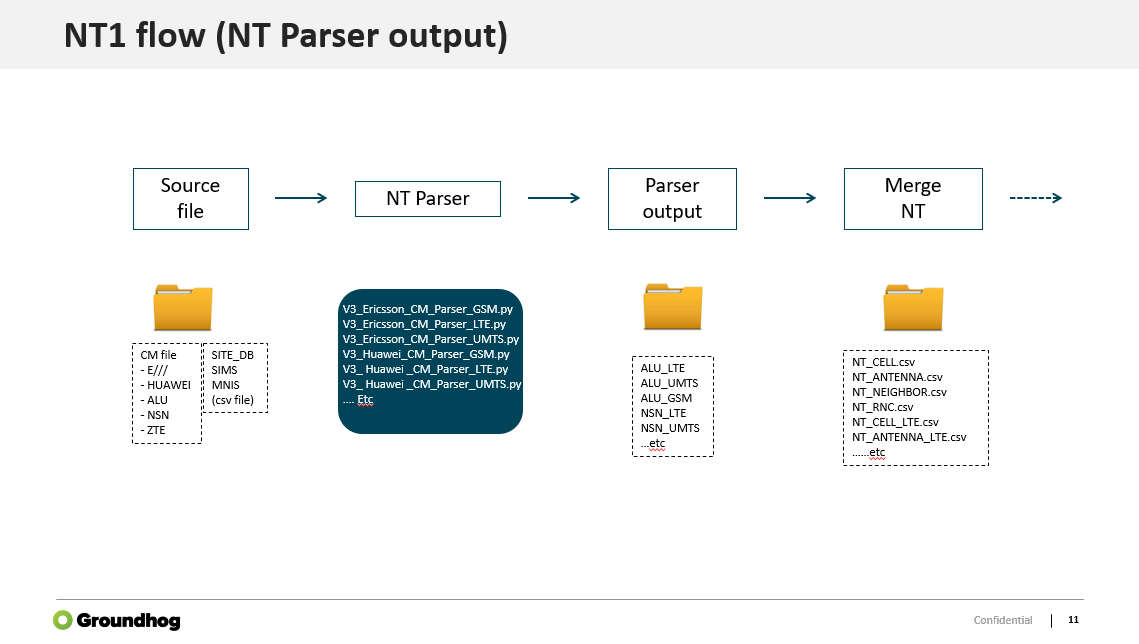 NT1 flow (NT Parser output)
Source
file
NT Parser
Parser
output
Merge
NT
CM file
- E///
- HUAWEI
- ALU
- NSN
- ZTE
SITE_DB
SIMS
MNIS
(csv file)
V3_Ericsson_CM_Parser_GSM.py
V3_Ericsson_CM_Parser_LTE.py
V3_Ericsson_CM_Parser_UMTS.py
V3_Huawei_CM_Parser_GSM.py
V3_ Huawei _CM_Parser_LTE.py
V3_ Huawei _CM_Parser_UMTS.py
.... Etc
ALU_LTE
ALU_UMTS
ALU_GSM
NSN_LTE
NSN_UMTS
...etc
NT_CELL.csv
NT_ANTENNA.csv
NT_NEIGHBOR.csv
NT_RNC.csv
NT_CELL_LTE.csv
NT_ANTENNA_LTE.csv
......etc
Groundhog
Confidential
11